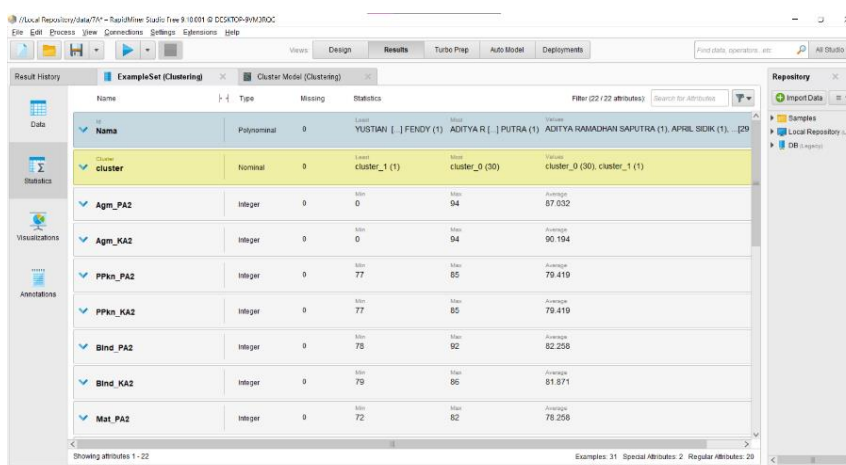 //Local Repository/data/7A* – RapidMiner Studio Free 9.10.001 @ DESKTOP-9VM3RQC
File Edit Process View Connections Settings Extensions Help
Views: Design Results Turbo Prep Auto Model Deployments Find data, operators...etc All Studio
Result History ExampleSet (Clustering) Cluster Model (Clustering) Repository
Name Type Missing Statistics Filter (22 / 22 attributes): Search for Attributes Import Data
Data
Statistics
Visualizations
Annotations
Id
Nama Polynominal 0 Least YUSTIAN [...] FENDY (1) Most ADITYA R [...] PUTRA (1) Values ADITYA RAMADHAN SAPUTRA (1), APRIL SIDIK (1), ...[29
Cluster
cluster Nominal 0 Least cluster_1 (1) Most cluster_0 (30) Values cluster_0 (30), cluster_1 (1)
Agm_PA2 Integer 0 Min 0 Max 94 Average 87.032
Agm_KA2 Integer 0 Min 0 Max 94 Average 90.194
PPkn_PA2 Integer 0 Min 77 Max 85 Average 79.419
PPkn_KA2 Integer 0 Min 77 Max 85 Average 79.419
BInd_PA2 Integer 0 Min 78 Max 92 Average 82.258
BInd_KA2 Integer 0 Min 79 Max 86 Average 81.871
Mat_PA2 Integer 0 Min 72 Max 82 Average 78.258
Samples
Local Repository
DB (Legacy)
Showing attributes 1 - 22 Examples: 31 Special Attributes: 2 Regular Attributes: 20